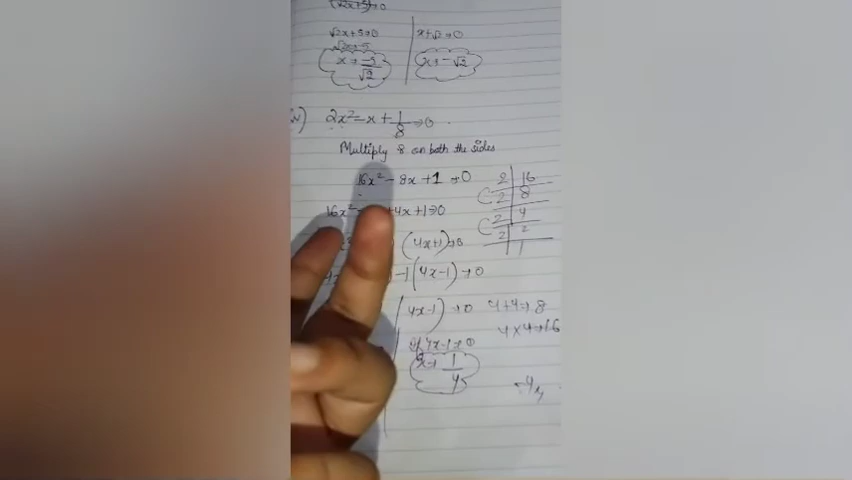 √2x+5⇒0 x+√2⇒0
√2x⇒-5
x⇒-5/√2 x⇒-√2
iv) 2x²-x+1/8⇒0
Multiply 8 on both the sides
16x²-8x+1⇒0
16x² +4x+1⇒0
(4x+1)⇒0
-1(4x-1)⇒0
(4x-1)⇒0 4+4⇒8
4×4⇒16
4x-1⇒0
x⇒1/4
2 16
2 8
2 4
2 2
1